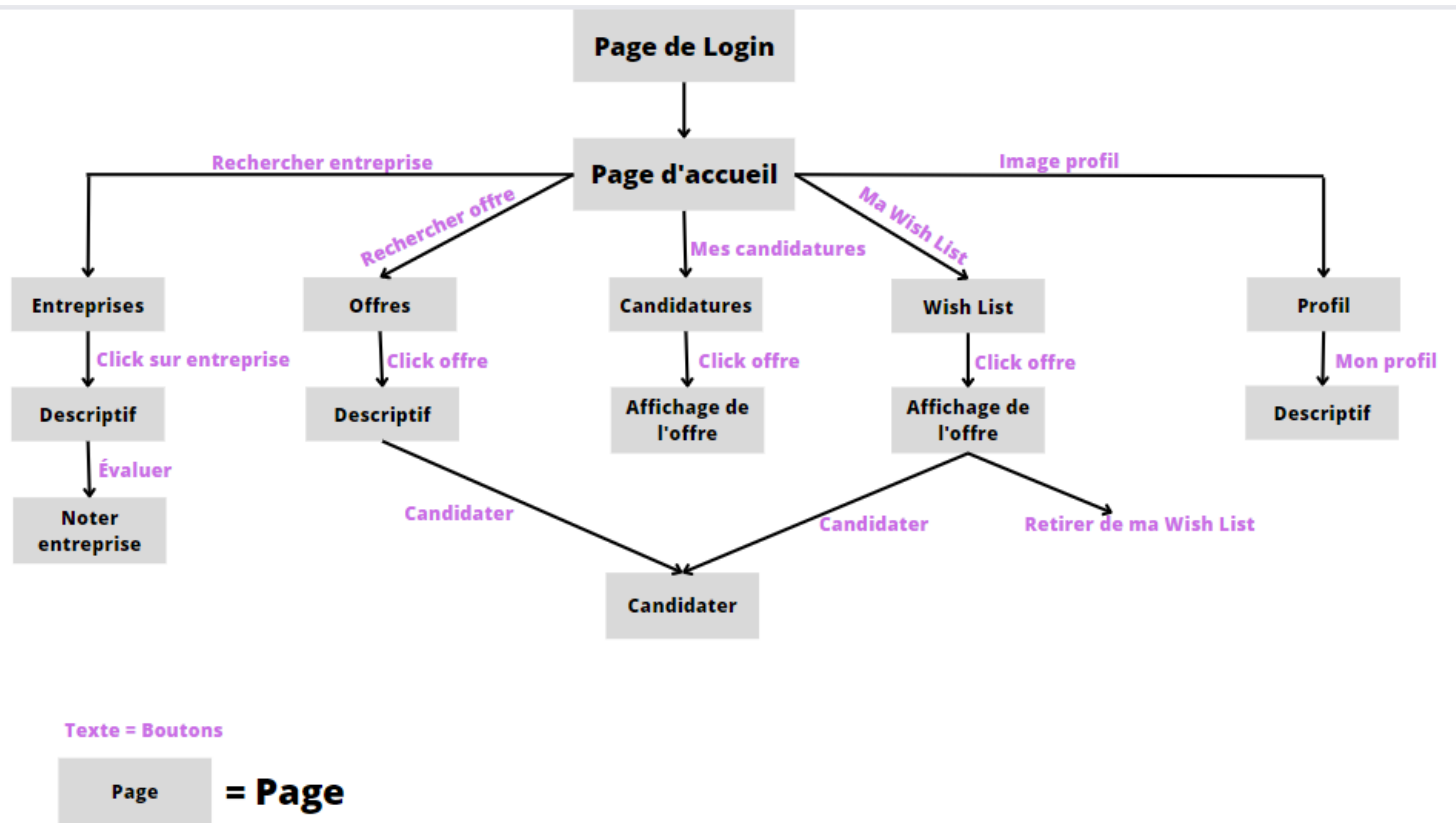 Page de Login
Page d'accueil
Rechercher entreprise
Image profil
Rechercher offre
Ma Wish List
Mes candidatures
Entreprises
Offres
Candidatures
Wish List
Profil
Click sur entreprise
Click offre
Click offre
Click offre
Mon profil
Descriptif
Descriptif
Affichage de
l'offre
Affichage de
l'offre
Descriptif
Évaluer
Noter
entreprise
Candidater
Candidater
Retirer de ma Wish List
Candidater
Texte = Boutons
Page
= Page